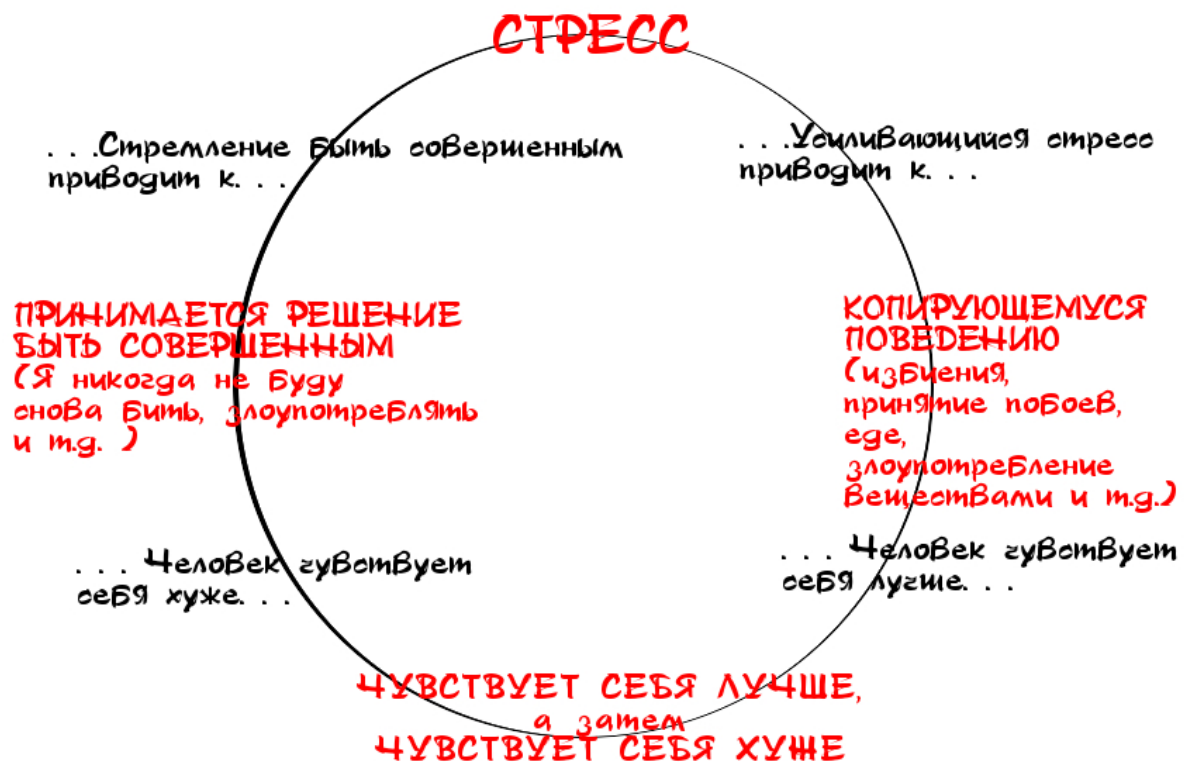 СТРЕСС
. . .Усиливающийся стресс
приводит к. . .
КОПИРУЮЩЕМУСЯ
ПОВЕДЕНИЮ
(избиения,
принятие побоев,
еде,
злоупотребление
веществами и т.д.)
. . . Человек чувствует
себя лучше. . .
ЧУВСТВУЕТ СЕБЯ ЛУЧШЕ,
а затем
ЧУВСТВУЕТ СЕБЯ ХУЖЕ
. . . Человек чувствует
себя хуже. . .
ПРИНИМАЕТСЯ РЕШЕНИЕ
БЫТЬ СОВЕРШЕННЫМ
(Я никогда не буду
снова бить, злоупотреблять
и т.д. )
. . .Стремление быть совершенным
приводит к. . .